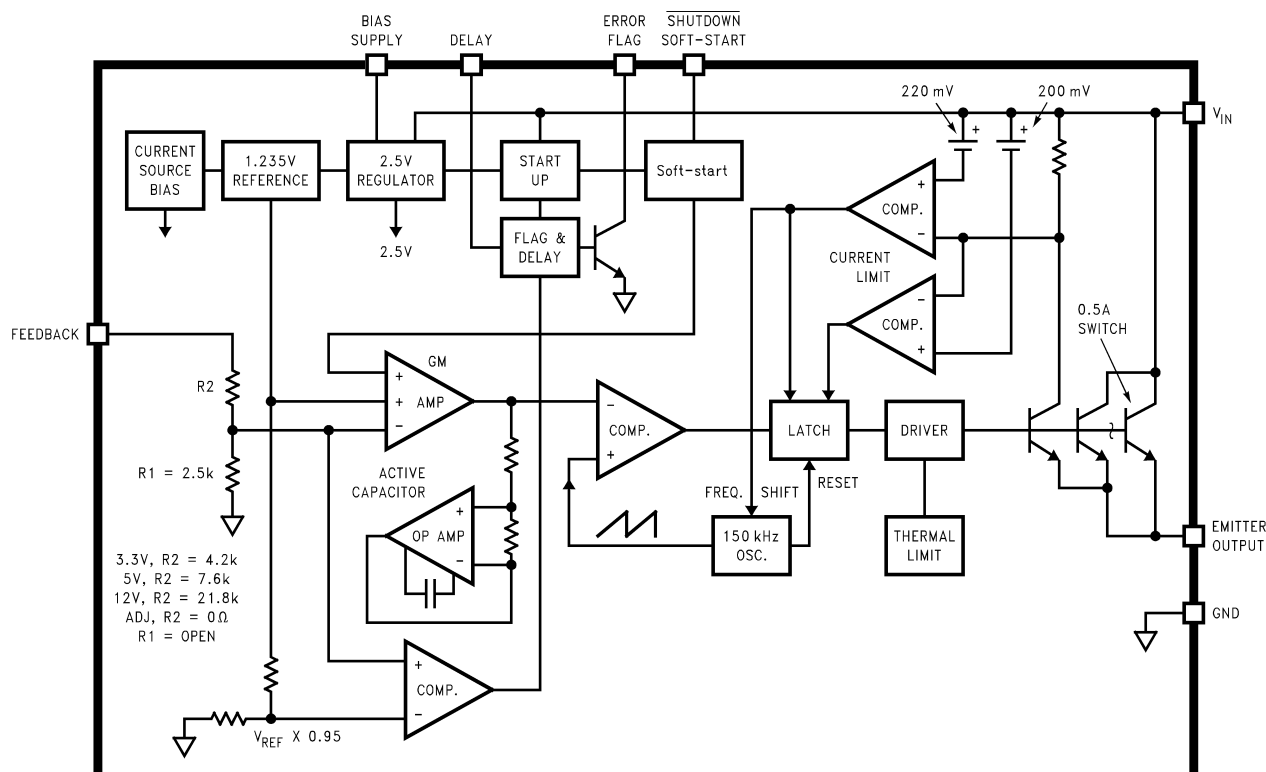 BIAS
SUPPLY
DELAY
ERROR
FLAG
SHUTDOWN
SOFT-START
220 mV
200 mV
+
+
VIN
CURRENT
SOURCE
BIAS
1.235V
REFERENCE
2.5V
REGULATOR
START
UP
Soft-start
+
COMP.
−
2.5V
FLAG &
DELAY
CURRENT
LIMIT
−
COMP.
+
0.5A
SWITCH
FEEDBACK
R2
GM
+
+
AMP
−
−
COMP.
+
LATCH
DRIVER
R1 = 2.5k
ACTIVE
CAPACITOR
+
OP AMP
−
FREQ. SHIFT
RESET
150 kHz
OSC.
THERMAL
LIMIT
EMITTER
OUTPUT
3.3V, R2 = 4.2k
5V, R2 = 7.6k
12V, R2 = 21.8k
ADJ, R2 = 0Ω
R1 = OPEN
GND
+
COMP.
−
VREF X 0.95